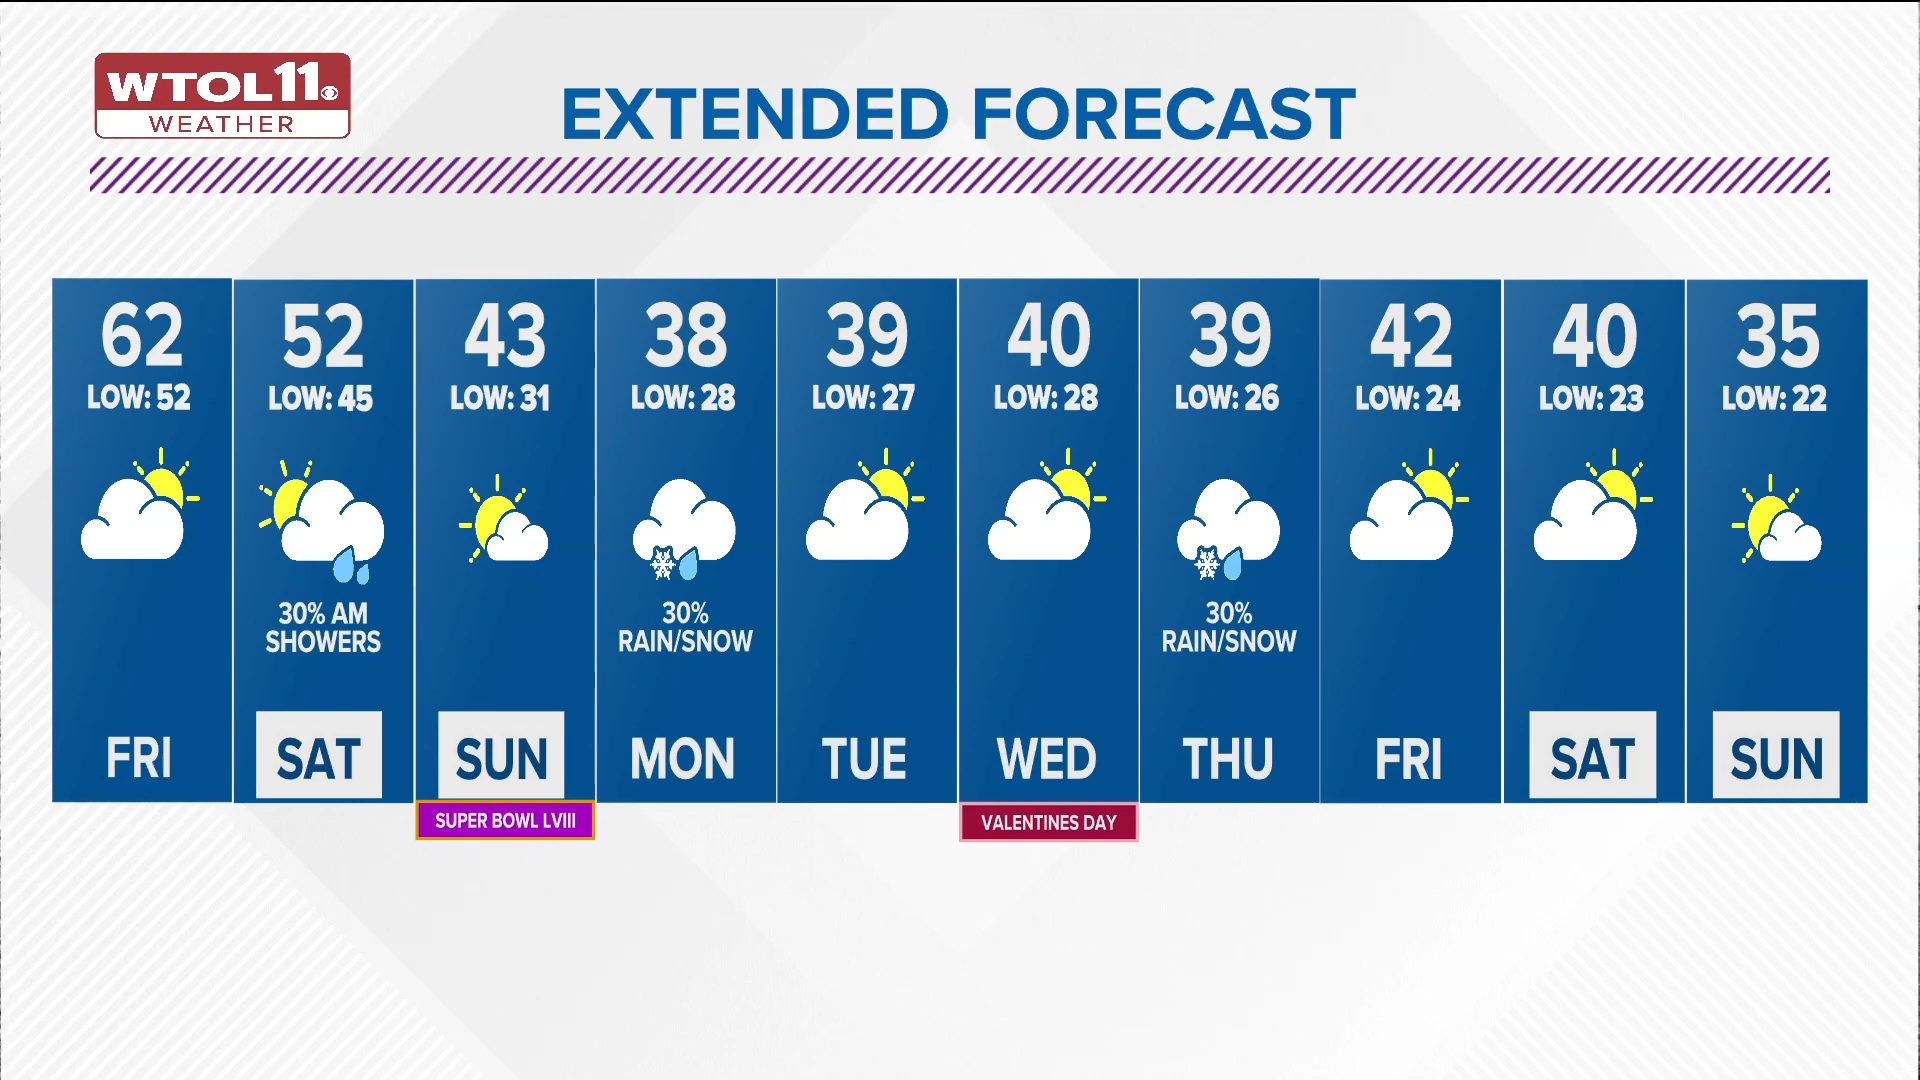 WTOL11
WEATHER
EXTENDED FORECAST
62
LOW: 52
FRI
52
LOW: 45
30% AM
SHOWERS
SAT
43
LOW: 31
SUN
SUPER BOWL LVIII
38
LOW: 28
30%
RAIN/SNOW
MON
39
LOW: 27
TUE
40
LOW: 28
WED
VALENTINES DAY
39
LOW: 26
30%
RAIN/SNOW
THU
42
LOW: 24
FRI
40
LOW: 23
SAT
35
LOW: 22
SUN